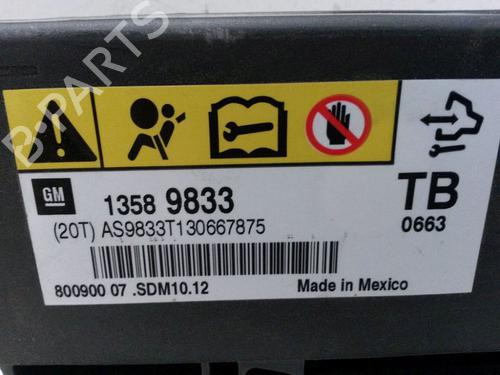 B-Parts
GM
1358 9833
TB
(20T) AS9833T130667875
0663
800900 07 .SDM10.12
Made in Mexico